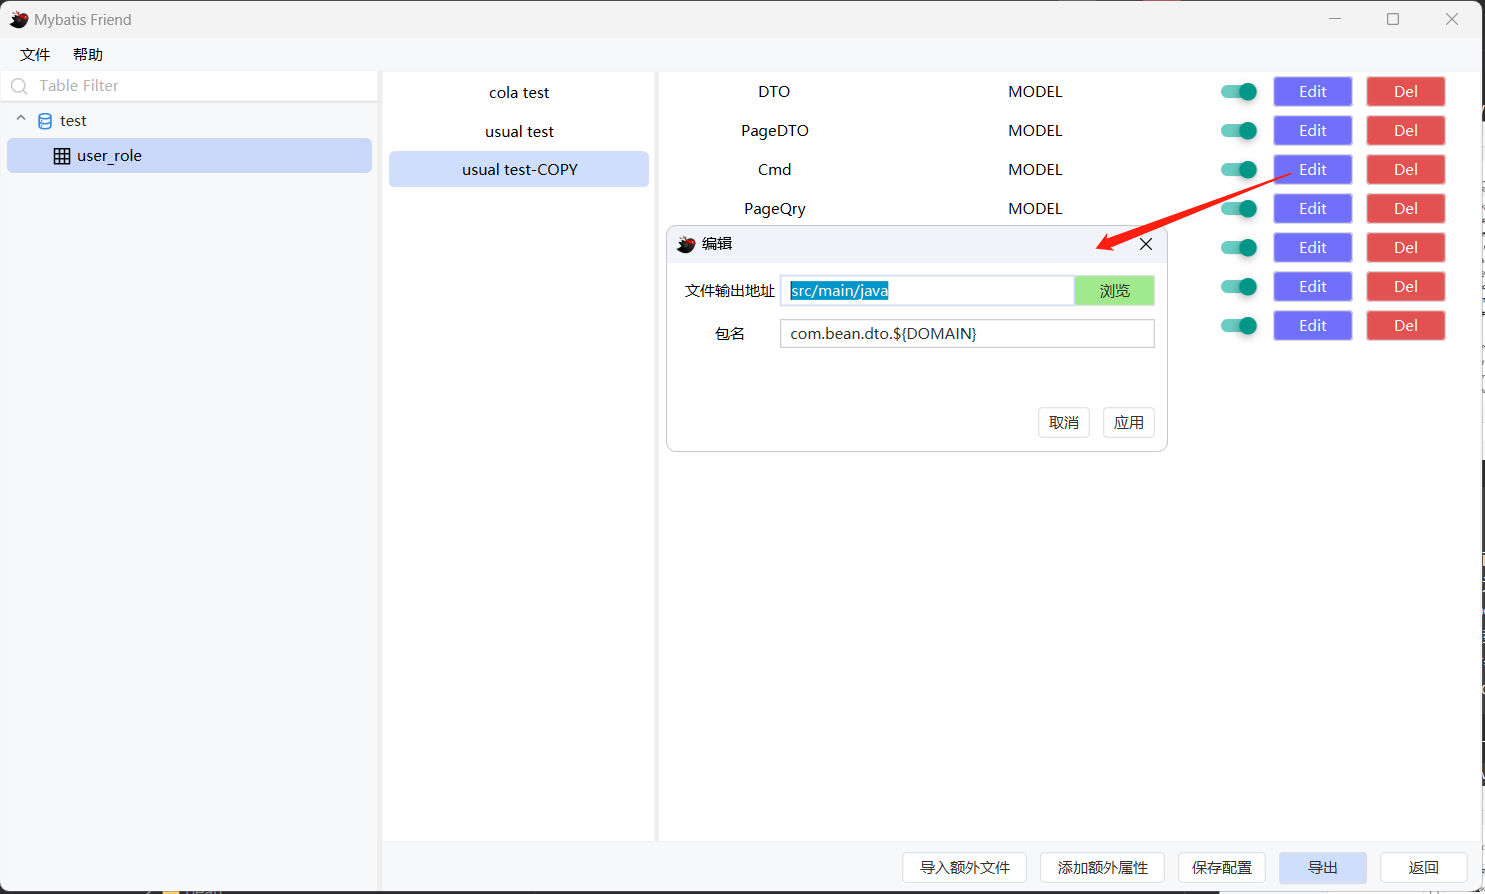 Mybatis Friend
文件 帮助
Table Filter
test
user_role
cola test
usual test
usual test-COPY
DTO MODEL Edit Del
PageDTO MODEL Edit Del
Cmd MODEL Edit Del
PageQry MODEL Edit Del
Edit Del
Edit Del
Edit Del
编辑
文件输出地址 src/main/java 浏览
包名 com.bean.dto.${DOMAIN}
取消 应用
导入额外文件 添加额外属性 保存配置 导出 返回